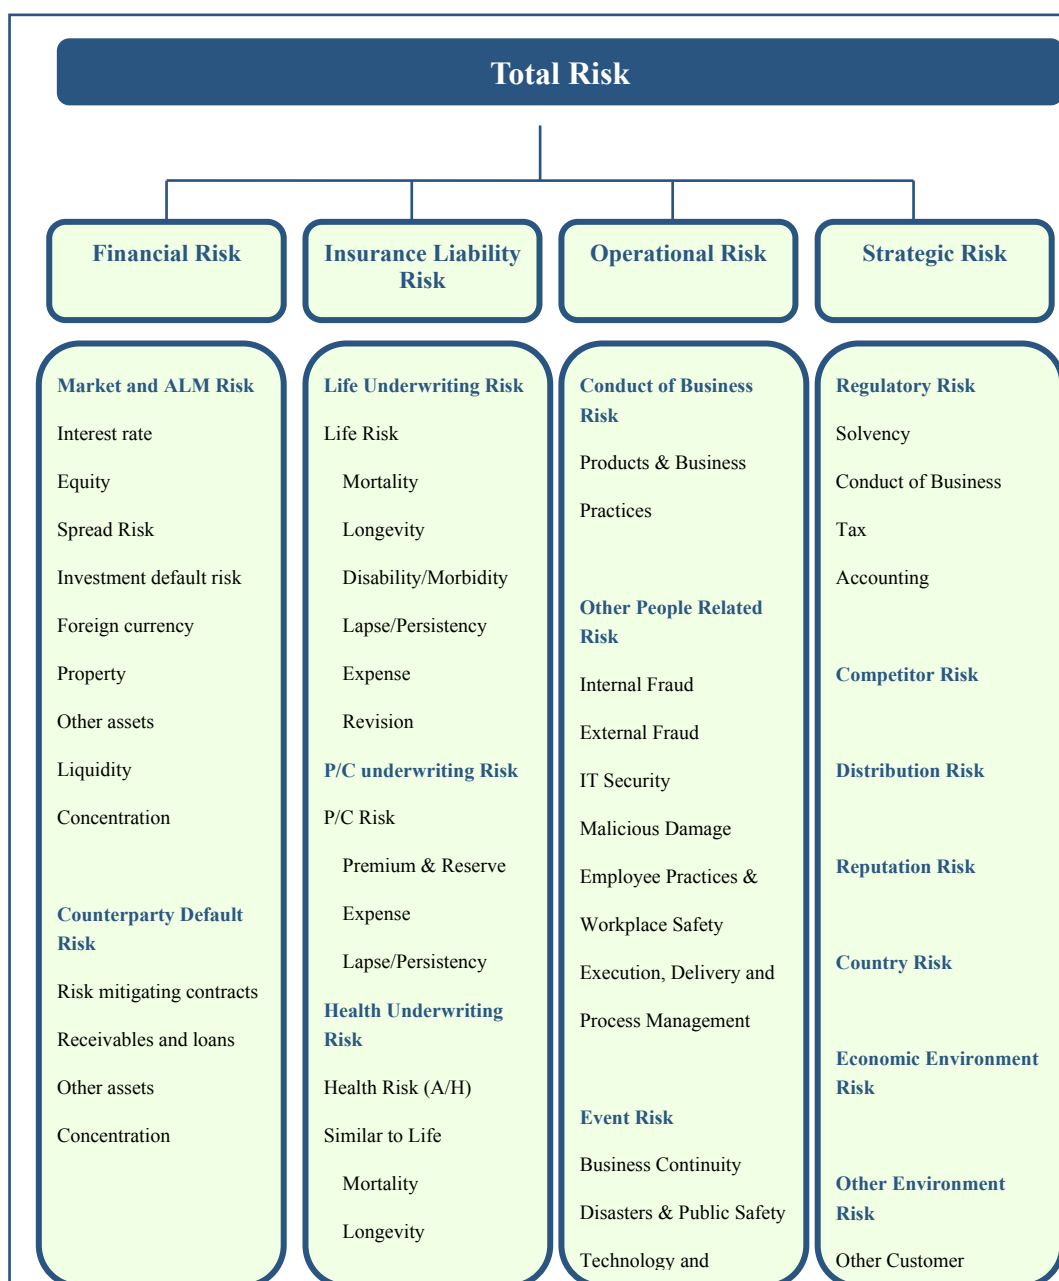 Total Risk
Financial Risk
Insurance Liability
Risk
Operational Risk
Strategic Risk
Market and ALM Risk
Interest rate
Equity
Spread Risk
Investment default risk
Foreign currency
Property
Other assets
Liquidity
Concentration
Counterparty Default
Risk
Risk mitigating contracts
Receivables and loans
Other assets
Concentration
Life Underwriting Risk
Life Risk
Mortality
Longevity
Disability/Morbidity
Lapse/Persistency
Expense
Revision
P/C underwriting Risk
P/C Risk
Premium & Reserve
Expense
Lapse/Persistency
Health Underwriting
Risk
Health Risk (A/H)
Similar to Life
Mortality
Longevity
Conduct of Business
Risk
Products & Business
Practices
Other People Related
Risk
Internal Fraud
External Fraud
IT Security
Malicious Damage
Employee Practices &
Workplace Safety
Execution, Delivery and
Process Management
Event Risk
Business Continuity
Disasters & Public Safety
Technology and
Regulatory Risk
Solvency
Conduct of Business
Tax
Accounting
Competitor Risk
Distribution Risk
Reputation Risk
Country Risk
Economic Environment
Risk
Other Environment
Risk
Other Customer